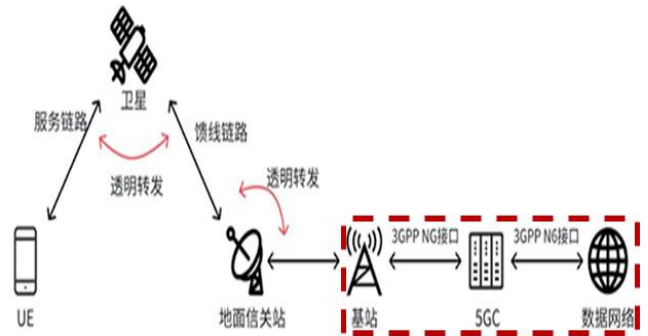 卫星
服务链路
馈线链路
透明转发
透明转发
3GPP NG接口
3GPP N6接口
UE
地面信关站
基站
5GC
数据网络